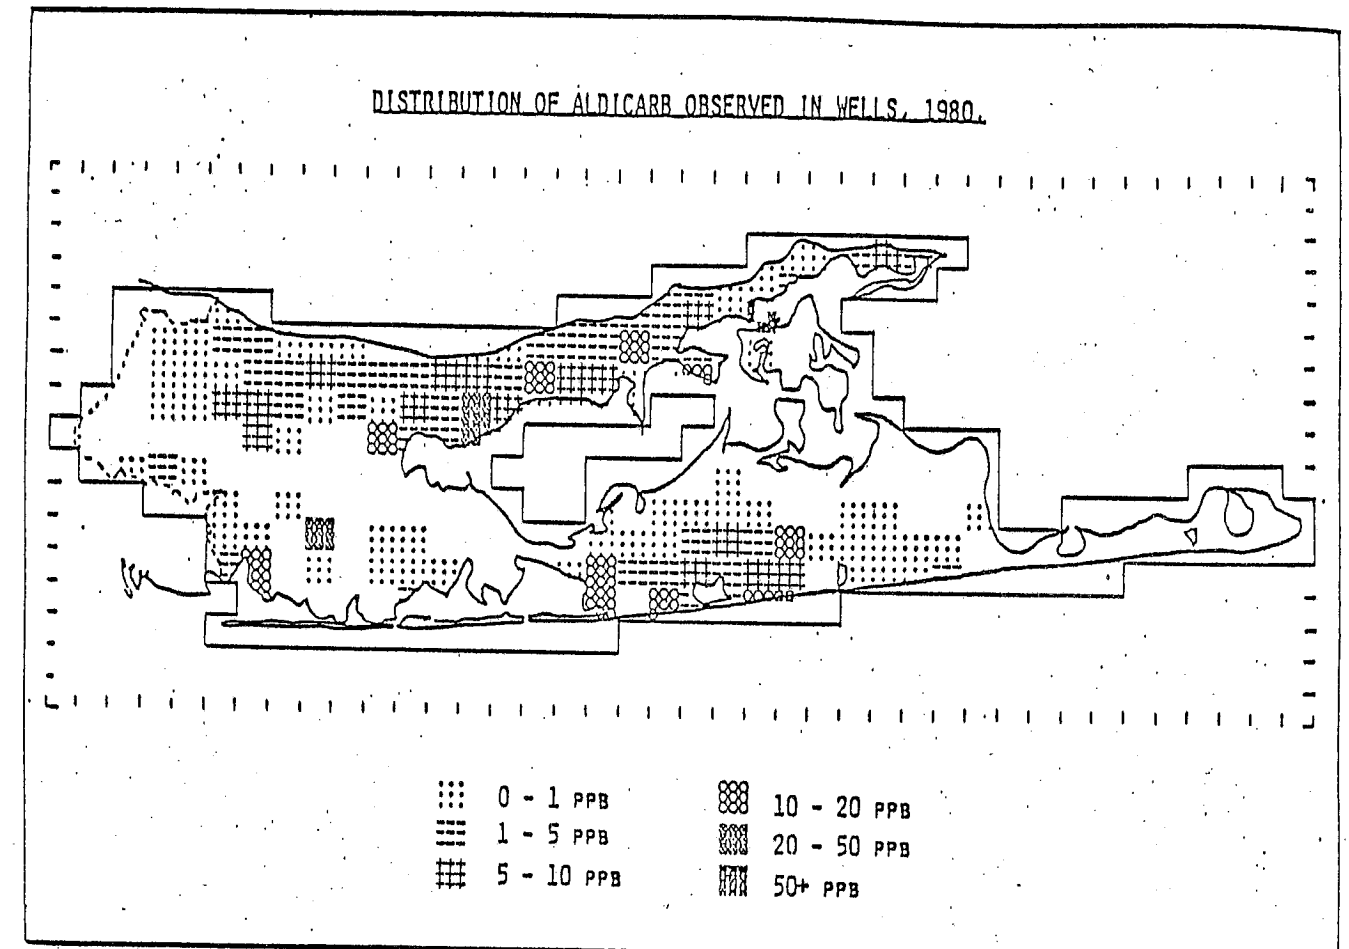 DISTRIBUTION OF ALDICARB OBSERVED IN WELLS, 1980.
0 - 1 PPB
1 - 5 PPB
5 - 10 PPB
10 - 20 PPB
20 - 50 PPB
50+ PPB